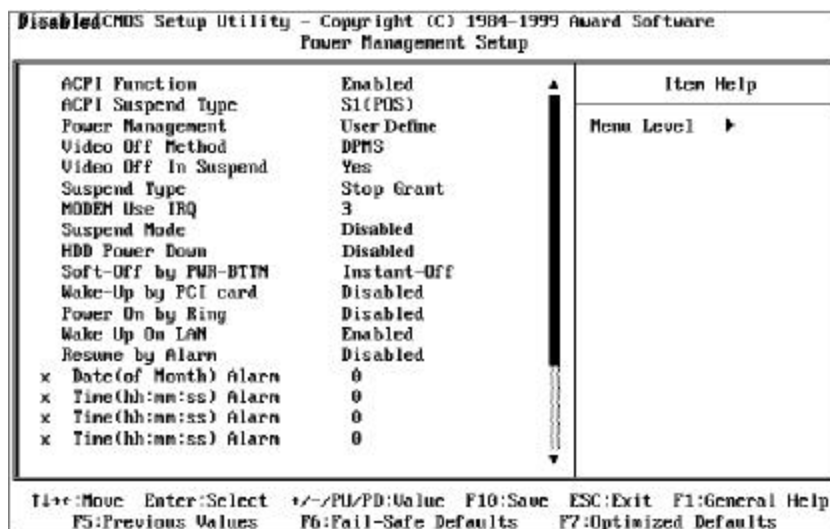 DisabledCMOS Setup Utility - Copyright (C) 1984-1999 Award Software
Power Management Setup
ACPI Function Enabled
ACPI Suspend Type S1(POS)
Power Management User Define
Video Off Method DPMS
Video Off In Suspend Yes
Suspend Type Stop Grant
MODEM Use IRQ 3
Suspend Mode Disabled
HDD Power Down Disabled
Soft-Off by PWR-BTTN Instant-Off
Wake-Up by PCI card Disabled
Power On by Ring Disabled
Wake Up On LAN Enabled
Resume by Alarm Disabled
x Date(of Month) Alarm 0
x Time(hh:mm:ss) Alarm 0
x Time(hh:mm:ss) Alarm 0
x Time(hh:mm:ss) Alarm 0
Item Help
Menu Level ▶
↑↓→←:Move Enter:Select +/-/PU/PD:Value F10:Save ESC:Exit F1:General Help
F5:Previous Values F6:Fail-Safe Defaults F7:Optimized Defaults